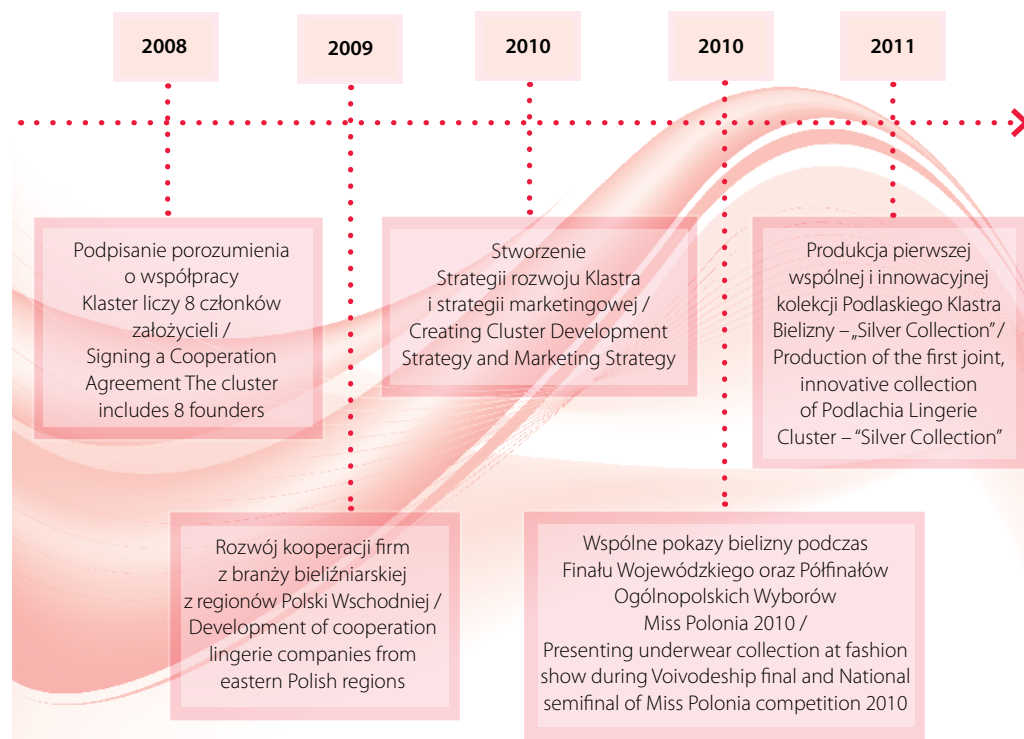 2008
2009
2010
2010
2011
Podpisanie porozumienia
o współpracy
Klaster liczy 8 członków
założycieli /
Signing a Cooperation
Agreement The cluster
includes 8 founders
Stworzenie
Strategii rozwoju Klastra
i strategii marketingowej /
Creating Cluster Development
Strategy and Marketing Strategy
Produkcja pierwszej
wspólnej i innowacyjnej
kolekcji Podlaskiego Klastra
Bielizny – „Silver Collection” /
Production of the first joint,
innovative collection
of Podlachia Lingerie
Cluster – “Silver Collection”
Rozwój kooperacji firm
z branży bieliźniarskiej
z regionów Polski Wschodniej /
Development of cooperation
lingerie companies from
eastern Polish regions
Wspólne pokazy bielizny podczas
Finału Wojewódzkiego oraz Półfinałów
Ogólnopolskich Wyborów
Miss Polonia 2010 /
Presenting underwear collection at fashion
show during Voivodeship final and National
semifinal of Miss Polonia competition 2010